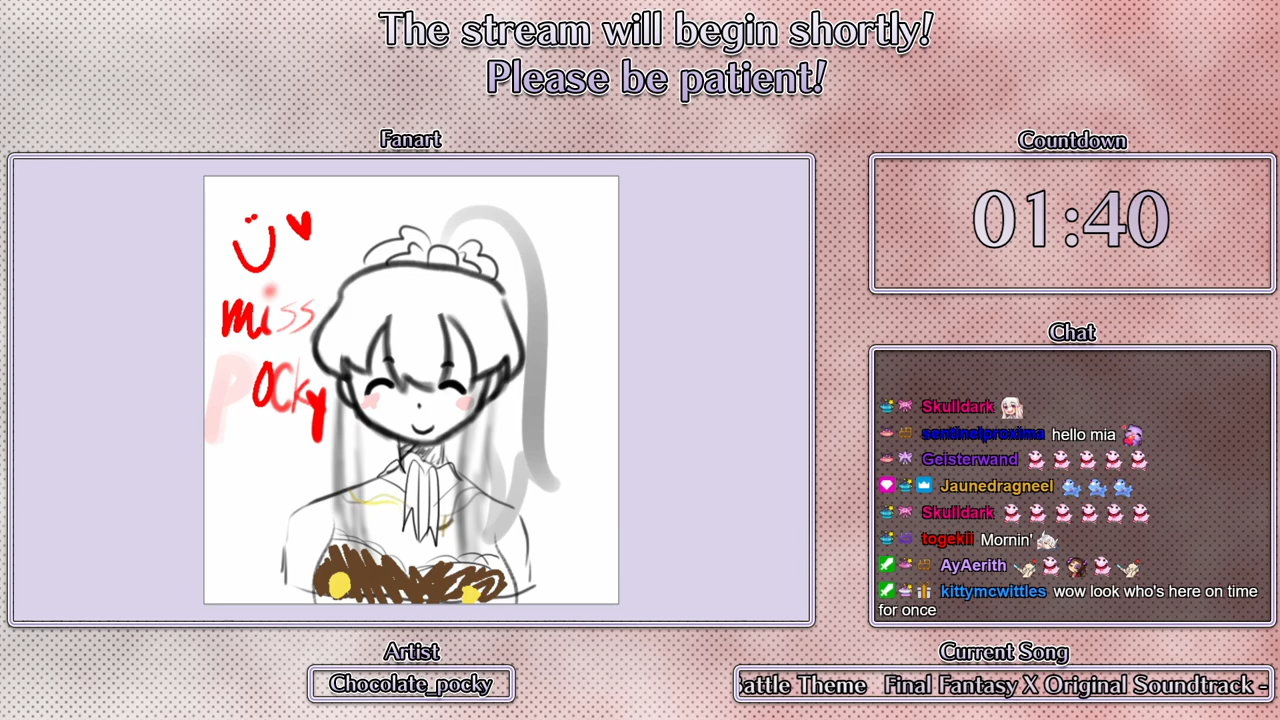 The stream will begin shortly!
Please be patient!
Fanart
miss
pocky
Artist
Chocolate_pocky
Countdown
01:40
Chat
Skulldark
sentinelproxima hello mia
Geisterwand
Jaunedragneel
Skulldark
togekii Mornin'
AyAerith
kittymcwittles wow look who's here on time
for once
Current Song
attle Theme Final Fantasy X Original Soundtrack -